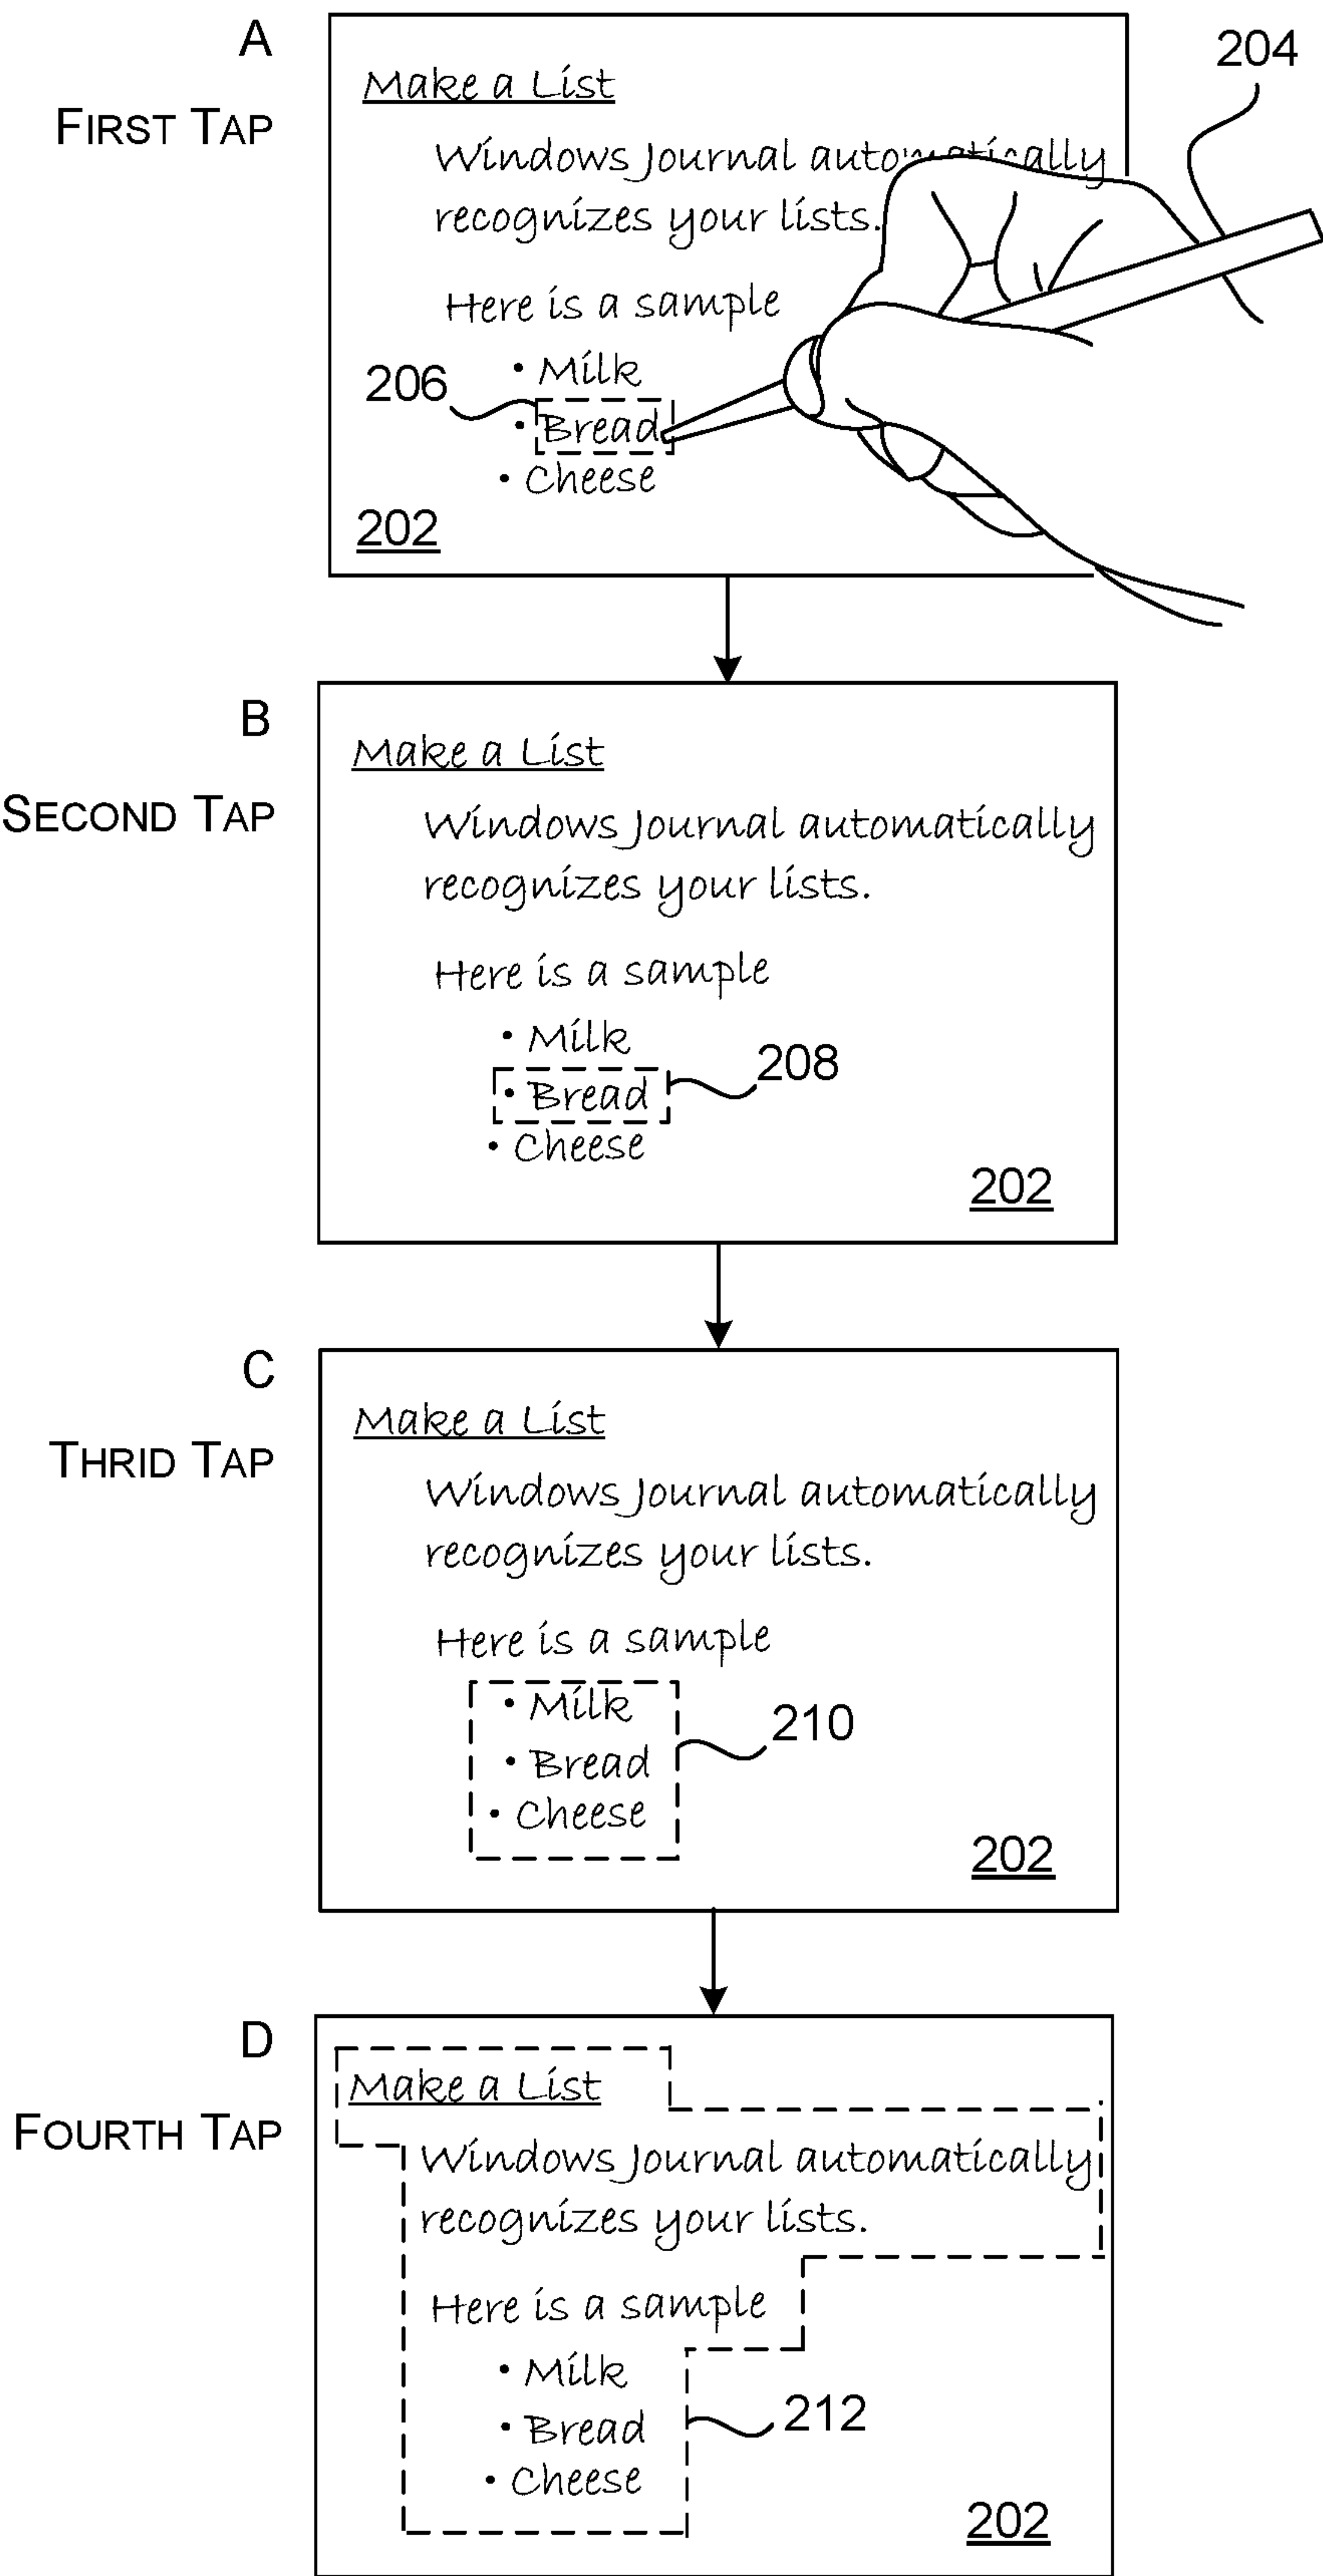 A
FIRST TAP
204
Make a List
Windows Journal automatically
recognizes your lists.
Here is a sample
• Milk
206
• Bread
• Cheese
202
B
SECOND TAP
Make a List
Windows Journal automatically
recognizes your lists.
Here is a sample
• Milk
208
• Bread
• Cheese
202
C
THRID TAP
Make a List
Windows Journal automatically
recognizes your lists.
Here is a sample
• Milk
210
• Bread
• Cheese
202
D
FOURTH TAP
Make a List
Windows Journal automatically
recognizes your lists.
Here is a sample
• Milk
212
• Bread
• Cheese
202